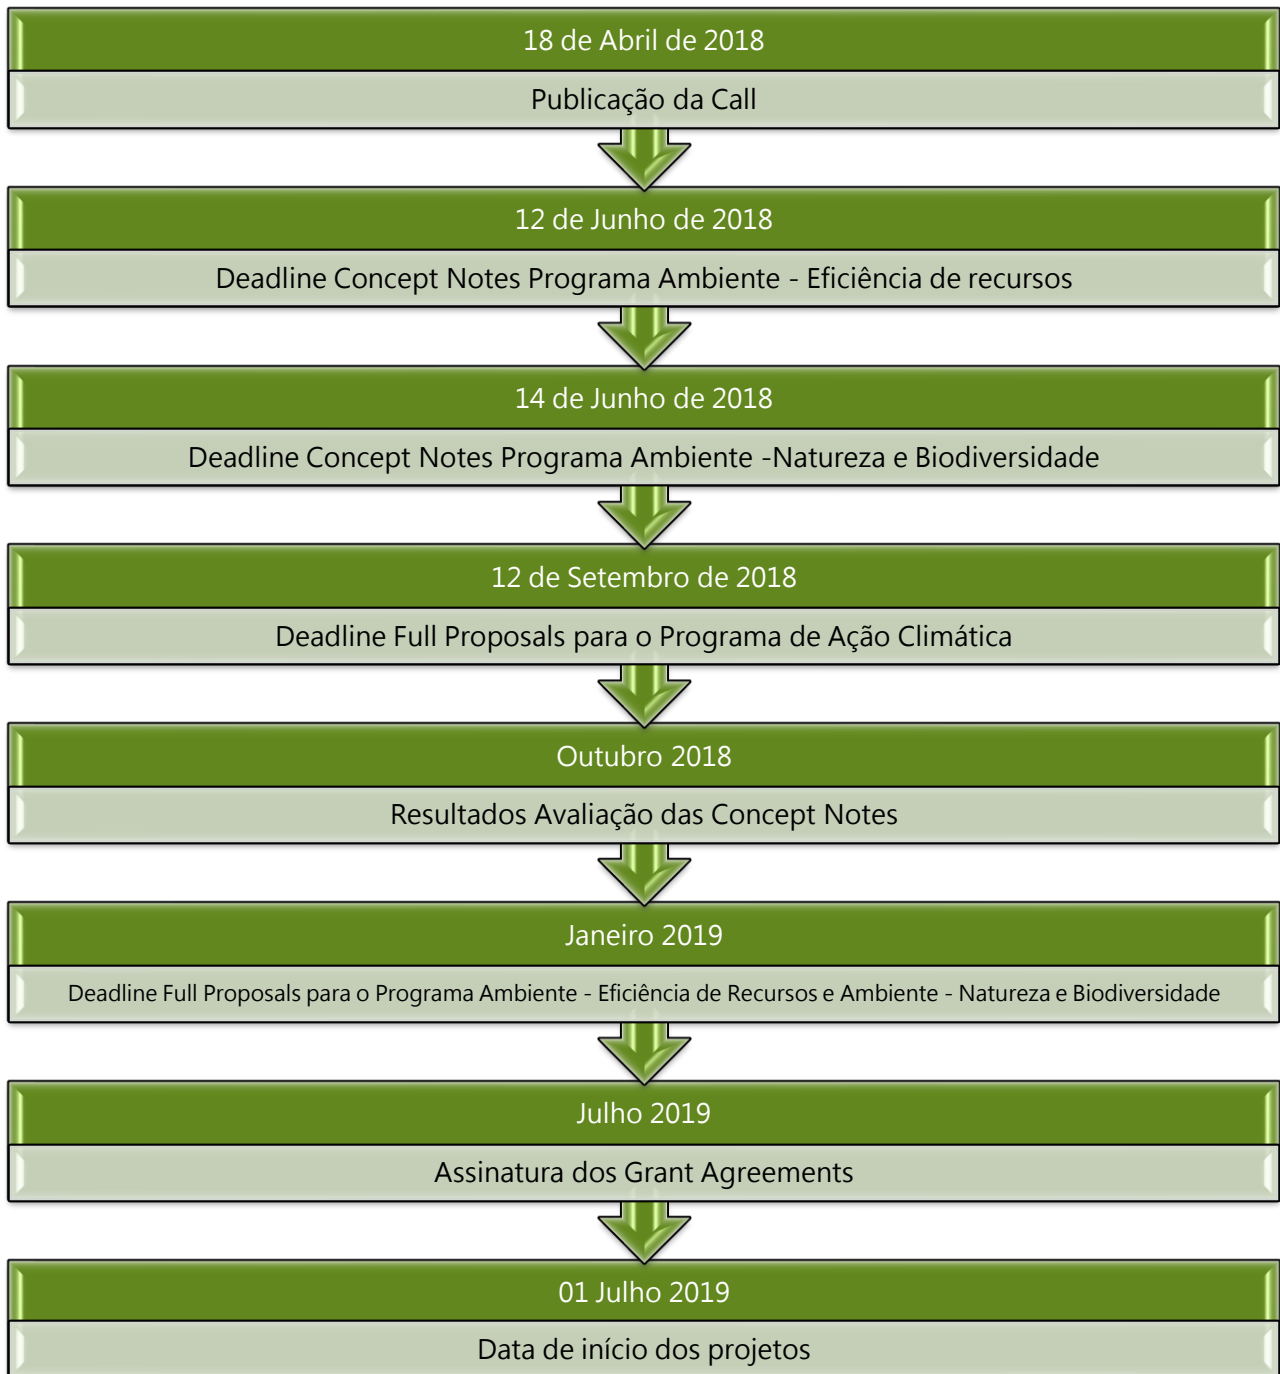 18 de Abril de 2018
Publicação da Call
12 de Junho de 2018
Deadline Concept Notes Programa Ambiente - Eficiência de recursos
14 de Junho de 2018
Deadline Concept Notes Programa Ambiente -Natureza e Biodiversidade
12 de Setembro de 2018
Deadline Full Proposals para o Programa de Ação Climática
Outubro 2018
Resultados Avaliação das Concept Notes
Janeiro 2019
Deadline Full Proposals para o Programa Ambiente - Eficiência de Recursos e Ambiente - Natureza e Biodiversidade
Julho 2019
Assinatura dos Grant Agreements
01 Julho 2019
Data de início dos projetos